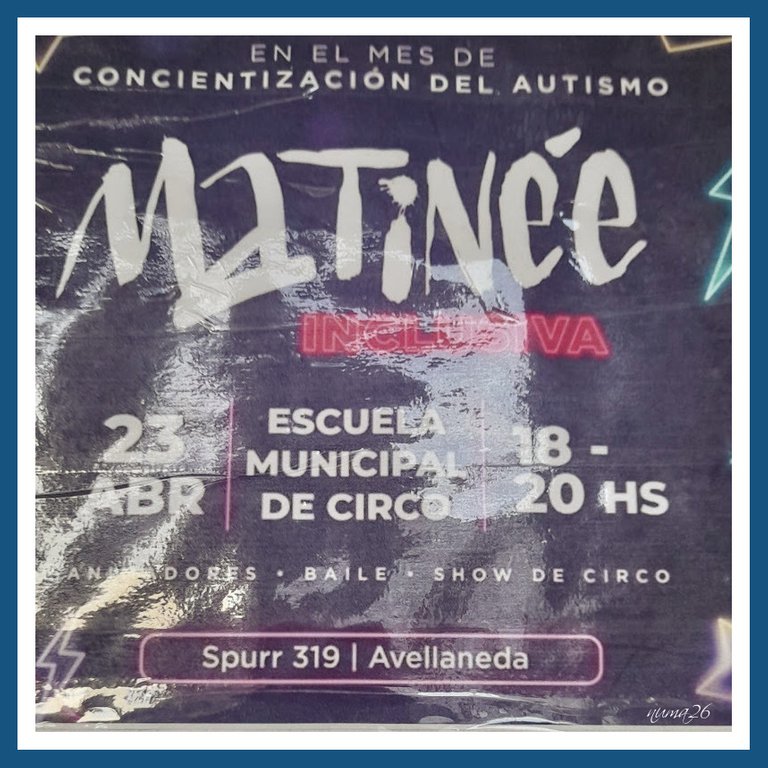 EN EL MES DE
CONCIENTIZACIÓN DEL AUTISMO
MATiNÉE
INCLUSIVA
23
ABR
ESCUELA
MUNICIPAL
DE CIRCO
18 -
20 HS
ANIMADORES • BAILE • SHOW DE CIRCO
Spurr 319 | Avellaneda
numa26